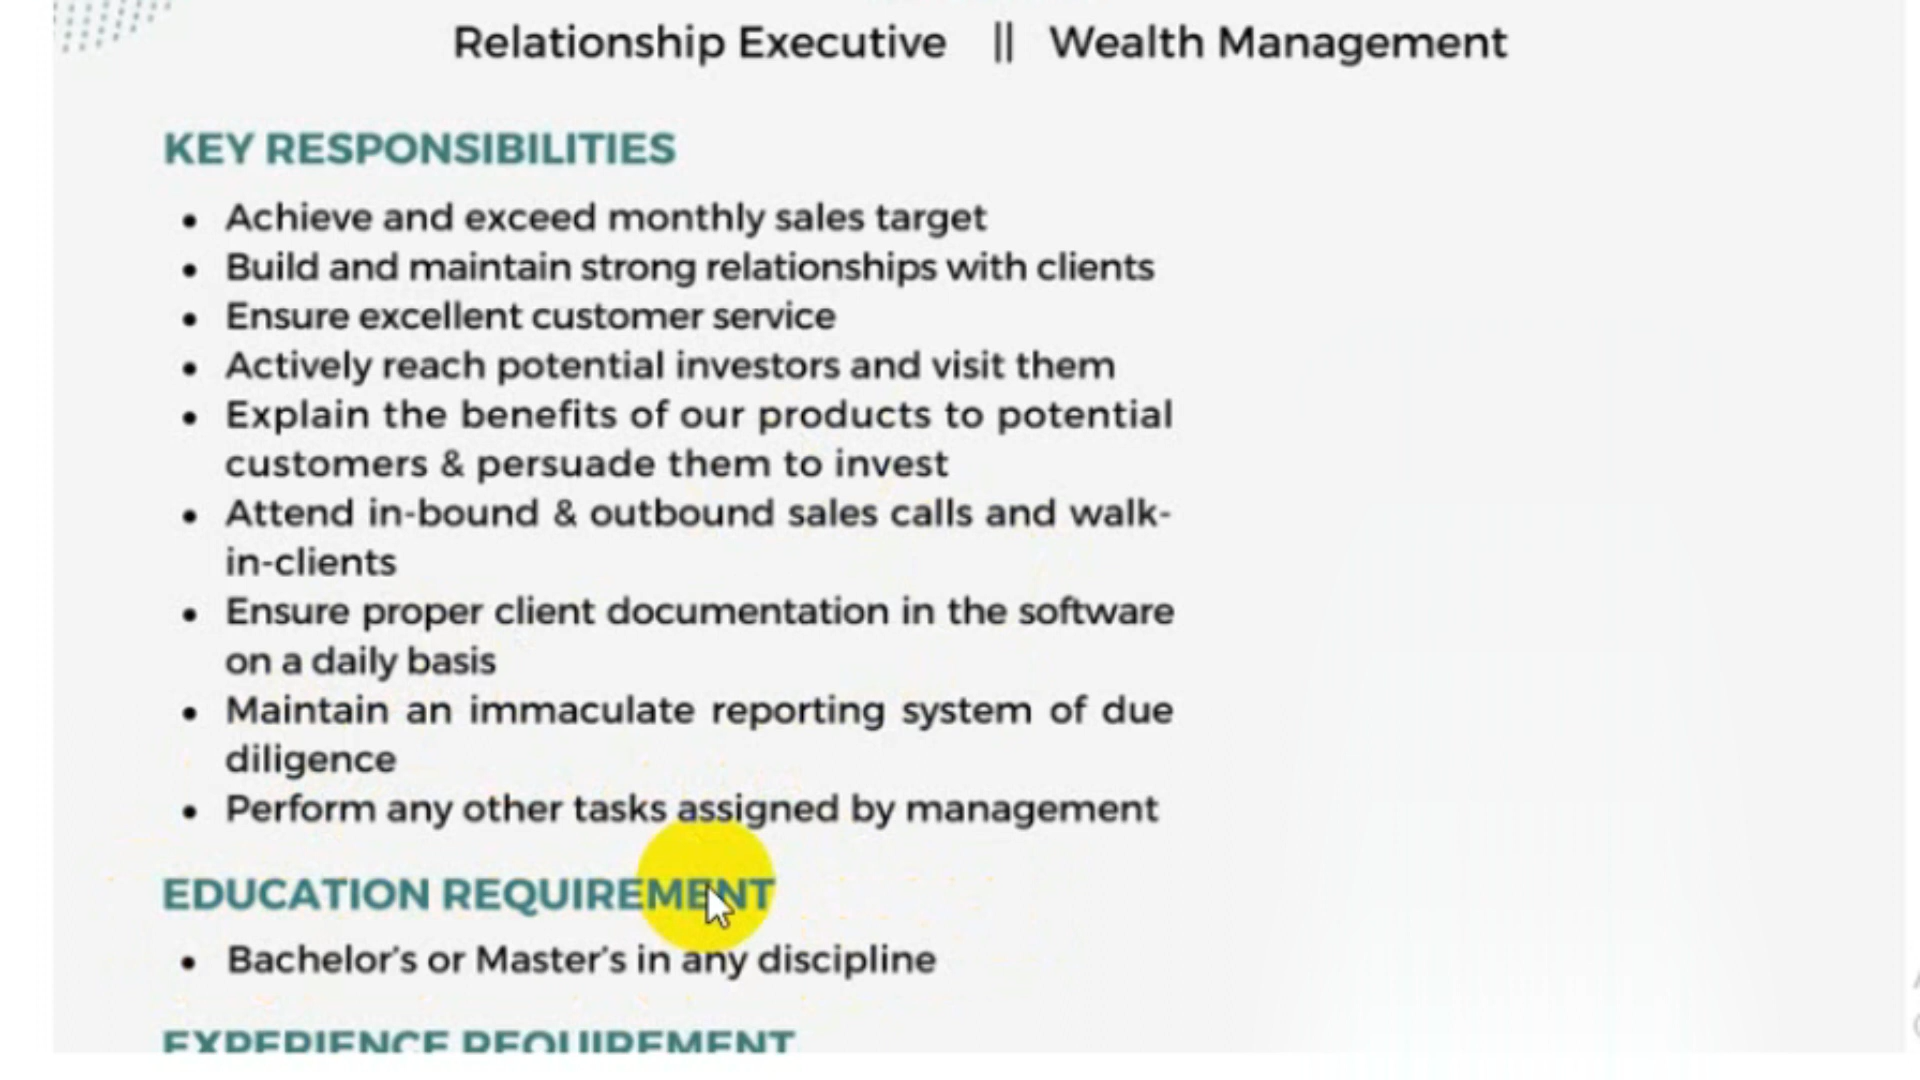 Relationship Executive || Wealth Management
KEY RESPONSIBILITIES
• Achieve and exceed monthly sales target
• Build and maintain strong relationships with clients
• Ensure excellent customer service
• Actively reach potential investors and visit them
• Explain the benefits of our products to potential
customers & persuade them to invest
• Attend in-bound & outbound sales calls and walk-
in-clients
• Ensure proper client documentation in the software
on a daily basis
• Maintain an immaculate reporting system of due
diligence
• Perform any other tasks assigned by management
EDUCATION REQUIREMENT
• Bachelor's or Master's in any discipline
EXPERIENCE REQUIREMENT